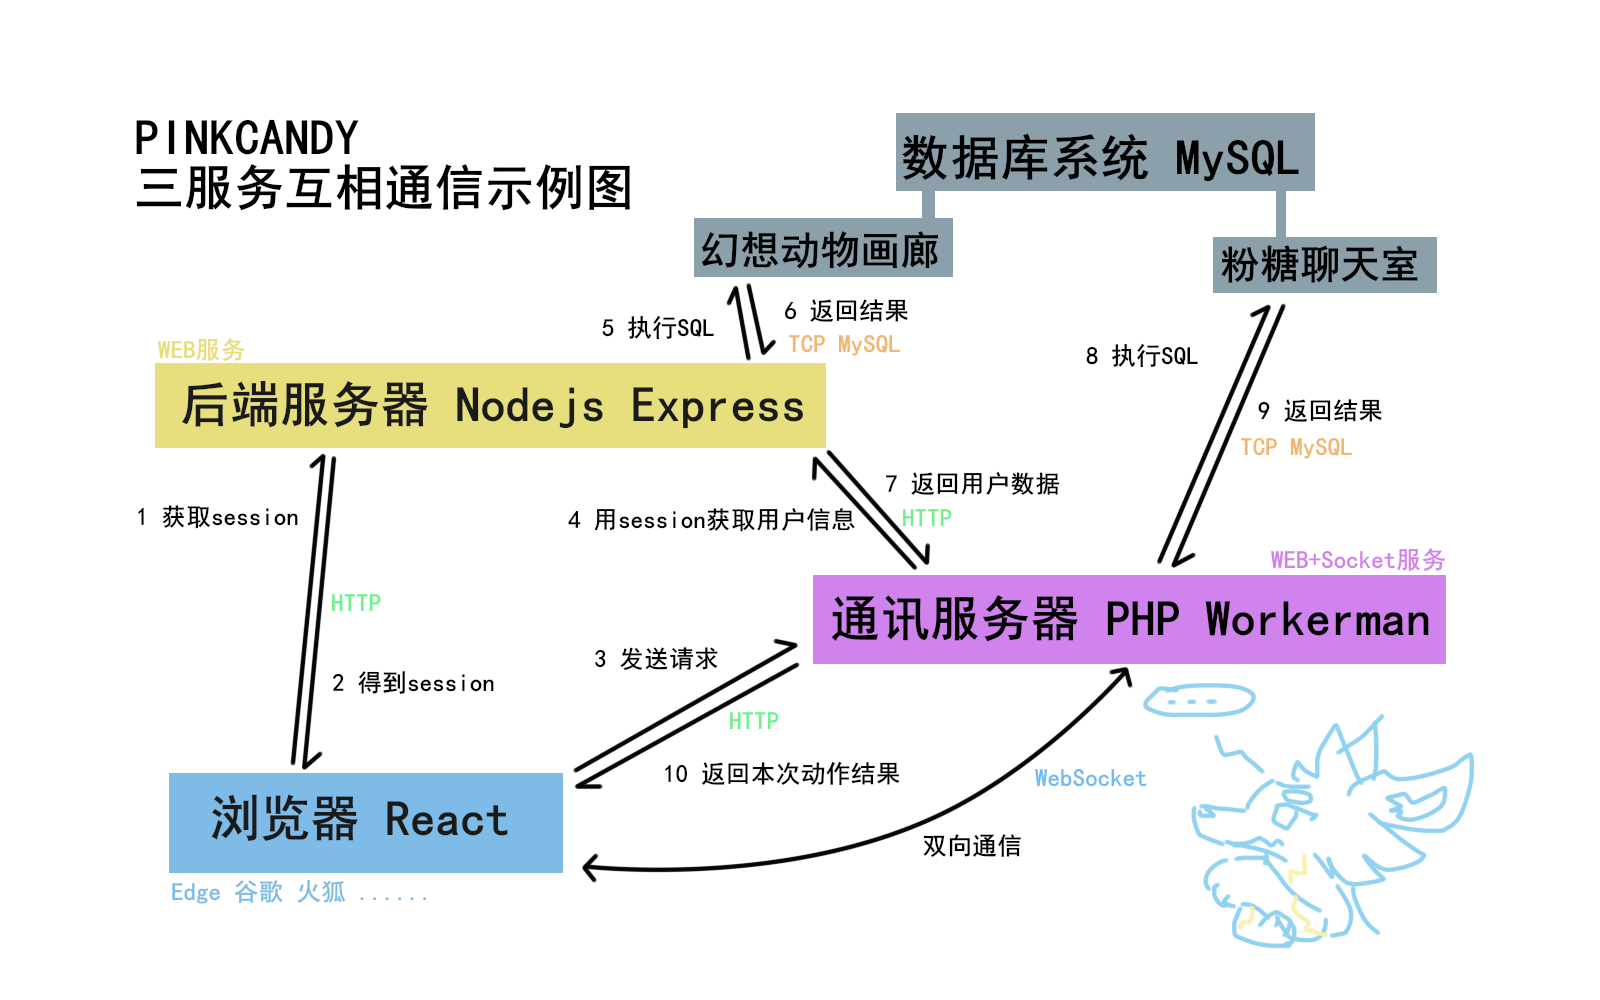 PINKCANDY
三服务互相通信示例图
数据库系统 MySQL
幻想动物画廊
粉糖聊天室
5 执行SQL
6 返回结果
TCP MySQL
8 执行SQL
9 返回结果
TCP MySQL
WEB服务
后端服务器 Nodejs Express
1 获取session
HTTP
2 得到session
7 返回用户数据
4 用session获取用户信息
HTTP
WEB+Socket服务
通讯服务器 PHP Workerman
3 发送请求
HTTP
10 返回本次动作结果
WebSocket
双向通信
浏览器 React
Edge 谷歌 火狐 ......
...